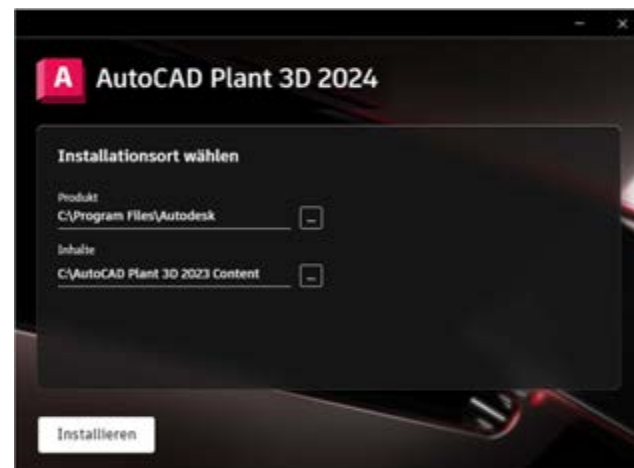 A AutoCAD Plant 3D 2024
Installationsort wählen
Produkt
C:\Program Files\Autodesk
...
Inhalte
C:\AutoCAD Plant 3D 2023 Content
...
Installieren